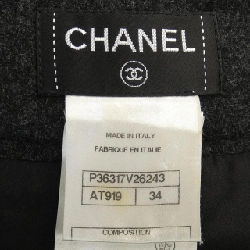 CHANEL
MADE IN ITALY
FABRIQUE EN ITALIE
P36317V26243
AT919 34
COMPOSITION